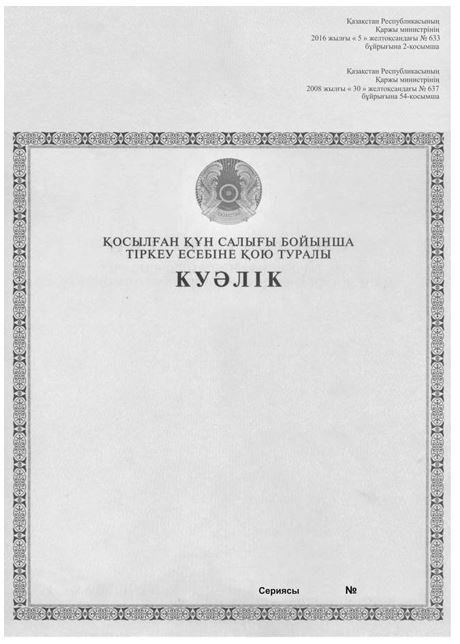 Қазақстан Республикасының
Қаржы министрінің
2016 жылғы « 5 » желтоқсандағы № 633
бұйрығына 2-қосымша
Қазақстан Республикасының
Қаржы министрінің
2008 жылғы « 30 » желтоқсандағы № 637
бұйрығына 54-қосымша
ҚАЗАҚСТАН
ҚОСЫЛҒАН ҚҰН САЛЫҒЫ БОЙЫНША
ТІРКЕУ ЕСЕБІНЕ ҚОЮ ТУРАЛЫ
КУӘЛІК
Сериясы №